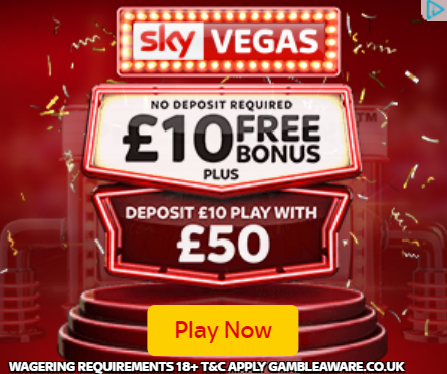 sky VEGAS
NO DEPOSIT REQUIRED
£10 FREE BONUS
PLUS
DEPOSIT £10 PLAY WITH
£50
TM
Play Now
WAGERING REQUIREMENTS 18+ T&C APPLY GAMBLEAWARE.CO.UK